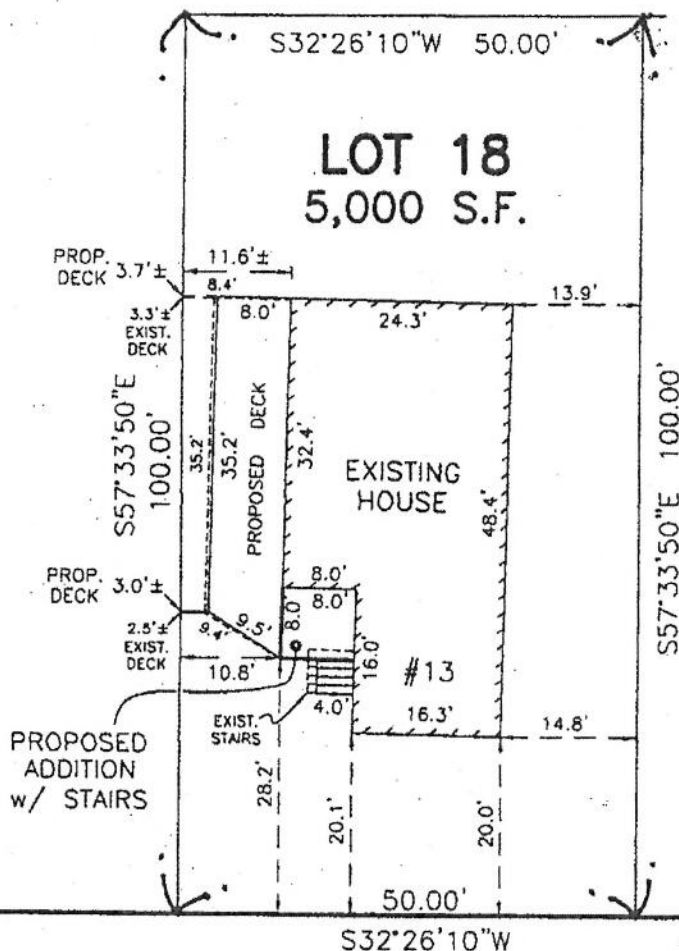 S32°26'10"W 50.00'
LOT 18
5,000 S.F.
PROP.
DECK 3.7'±
11.6'±
8.4'
3.3'±
EXIST.
DECK
8.0'
24.3'
13.9'
S57°33'50"E
100.00'
35.2'
35.2'
PROPOSED DECK
32.4'
EXISTING
HOUSE
48.4'
S57°33'50"E 100.00'
PROP.
DECK 3.0'±
2.5'±
EXIST.
DECK
9.4'
9.5'
8.0'
8.0'
8.0'
16.0'
#13
10.8'
EXIST.
STAIRS
4.0'
16.3'
14.8'
PROPOSED
ADDITION
w/ STAIRS
28.2'
20.1'
20.0'
50.00'
S32°26'10"W